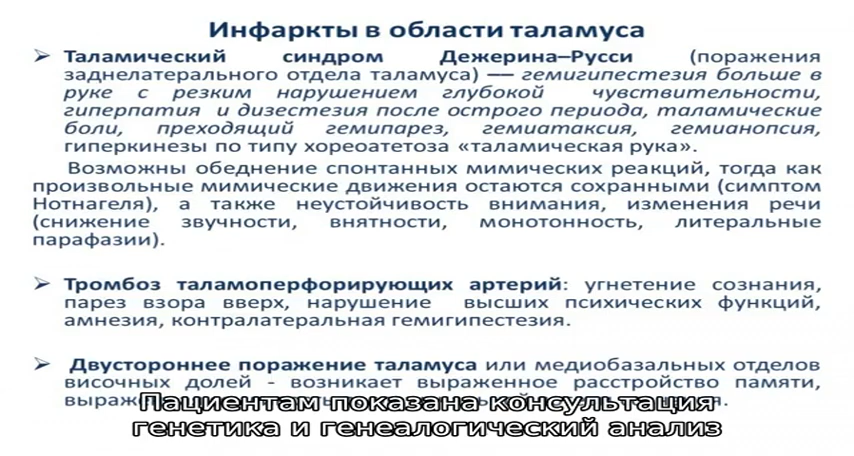 Инфаркты в области таламуса
➢ Таламический синдром Дежерина–Русси (поражения
заднелатерального отдела таламуса) — гемигипестезия больше в
руке с резким нарушением глубокой чувствительности,
гиперпатия и дизестезия после острого периода, таламические
боли, преходящий гемипарез, гемиатаксия, гемианопсия,
гиперкинезы по типу хореоатетоза «таламическая рука».
Возможны обеднение спонтанных мимических реакций, тогда как
произвольные мимические движения остаются сохранными (симптом
Нотнагеля), а также неустойчивость внимания, изменения речи
(снижение звучности, внятности, монотонность, литеральные
парафазии).
➢ Тромбоз таламоперфорирующих артерий: угнетение сознания,
парез взора вверх, нарушение высших психических функций,
амнезия, контралатеральная гемигипестезия.
➢ Двустороннее поражение таламуса или медиобазальных отделов
височных долей - возникает выраженное расстройство памяти,
Пациентам показана консультация
генетика и генеалогический анализ